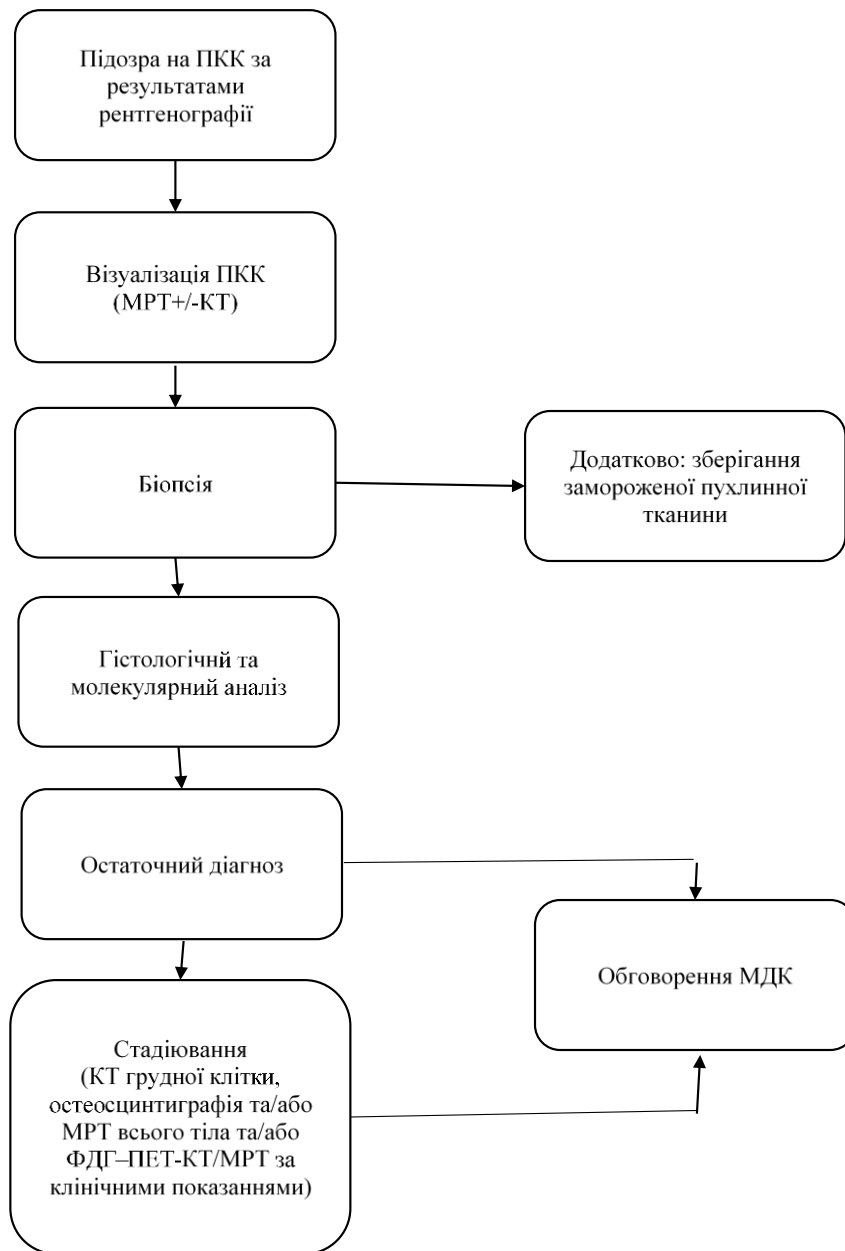 Підозра на ПКК за
результатами
рентгенографії
Візуалізація ПКК
(МРТ+/-КТ)
Біопсія
Додатково: зберігання
замороженої пухлинної
тканини
Гістологічнй та
молекулярний аналіз
Остаточний діагноз
Обговорення МДК
Стадіювання
(КТ грудної клітки,
остеосцинтиграфія та/або
МРТ всього тіла та/або
ФДГ–ПЕТ-КТ/МРТ за
клінічними показаннями)